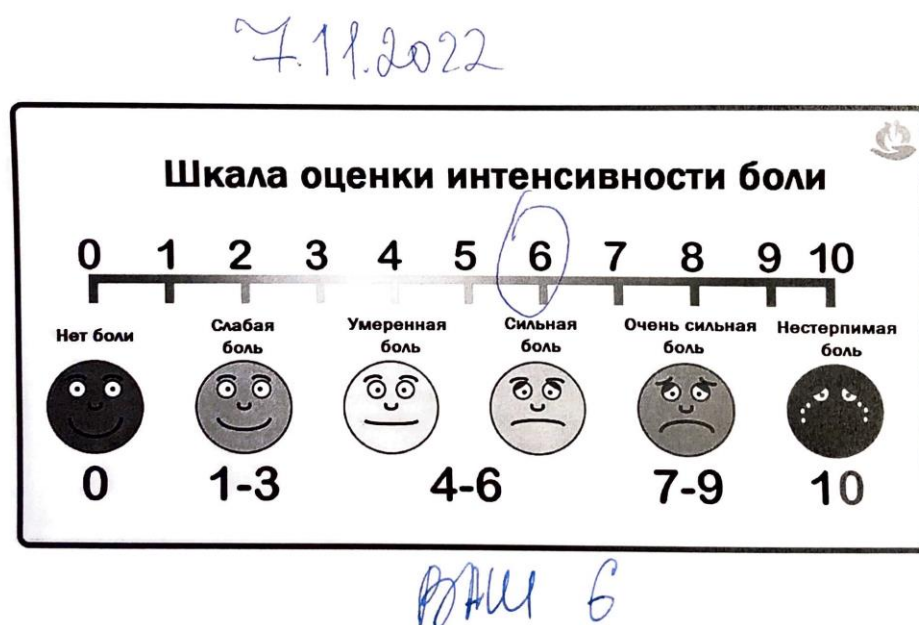 7.11.2022
Шкала оценки интенсивности боли
0 1 2 3 4 5 6 7 8 9 10
Нет боли Слабая боль Умеренная боль Сильная боль Очень сильная боль Нестерпимая боль
0 1-3 4-6 7-9 10
ВАШ 6